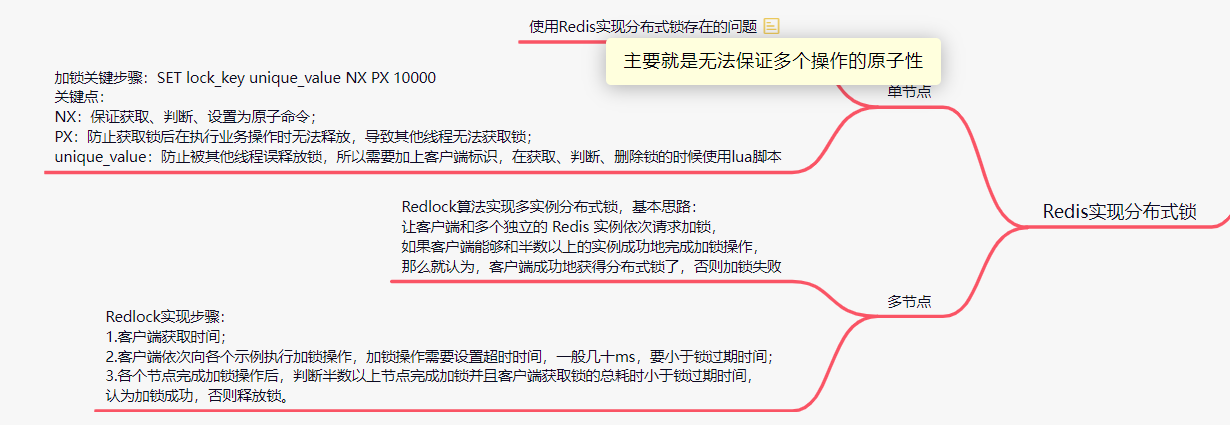 使用Redis实现分布式锁存在的问题
主要就是无法保证多个操作的原子性
加锁关键步骤：SET lock_key unique_value NX PX 10000
关键点：
NX：保证获取、判断、设置为原子命令；
PX：防止获取锁后在执行业务操作时无法释放，导致其他线程无法获取锁；
unique_value：防止被其他线程误释放锁，所以需要加上客户端标识，在获取、判断、删除锁的时候使用lua脚本
单节点
Redlock算法实现多实例分布式锁，基本思路：
让客户端和多个独立的 Redis 实例依次请求加锁，
如果客户端能够和半数以上的实例成功地完成加锁操作，
那么就认为，客户端成功地获得分布式锁了，否则加锁失败
Redis实现分布式锁
多节点
Redlock实现步骤：
1.客户端获取时间；
2.客户端依次向各个示例执行加锁操作，加锁操作需要设置超时时间，一般几十ms，要小于锁过期时间；
3.各个节点完成加锁操作后，判断半数以上节点完成加锁并且客户端获取锁的总耗时小于锁过期时间，
认为加锁成功，否则释放锁。